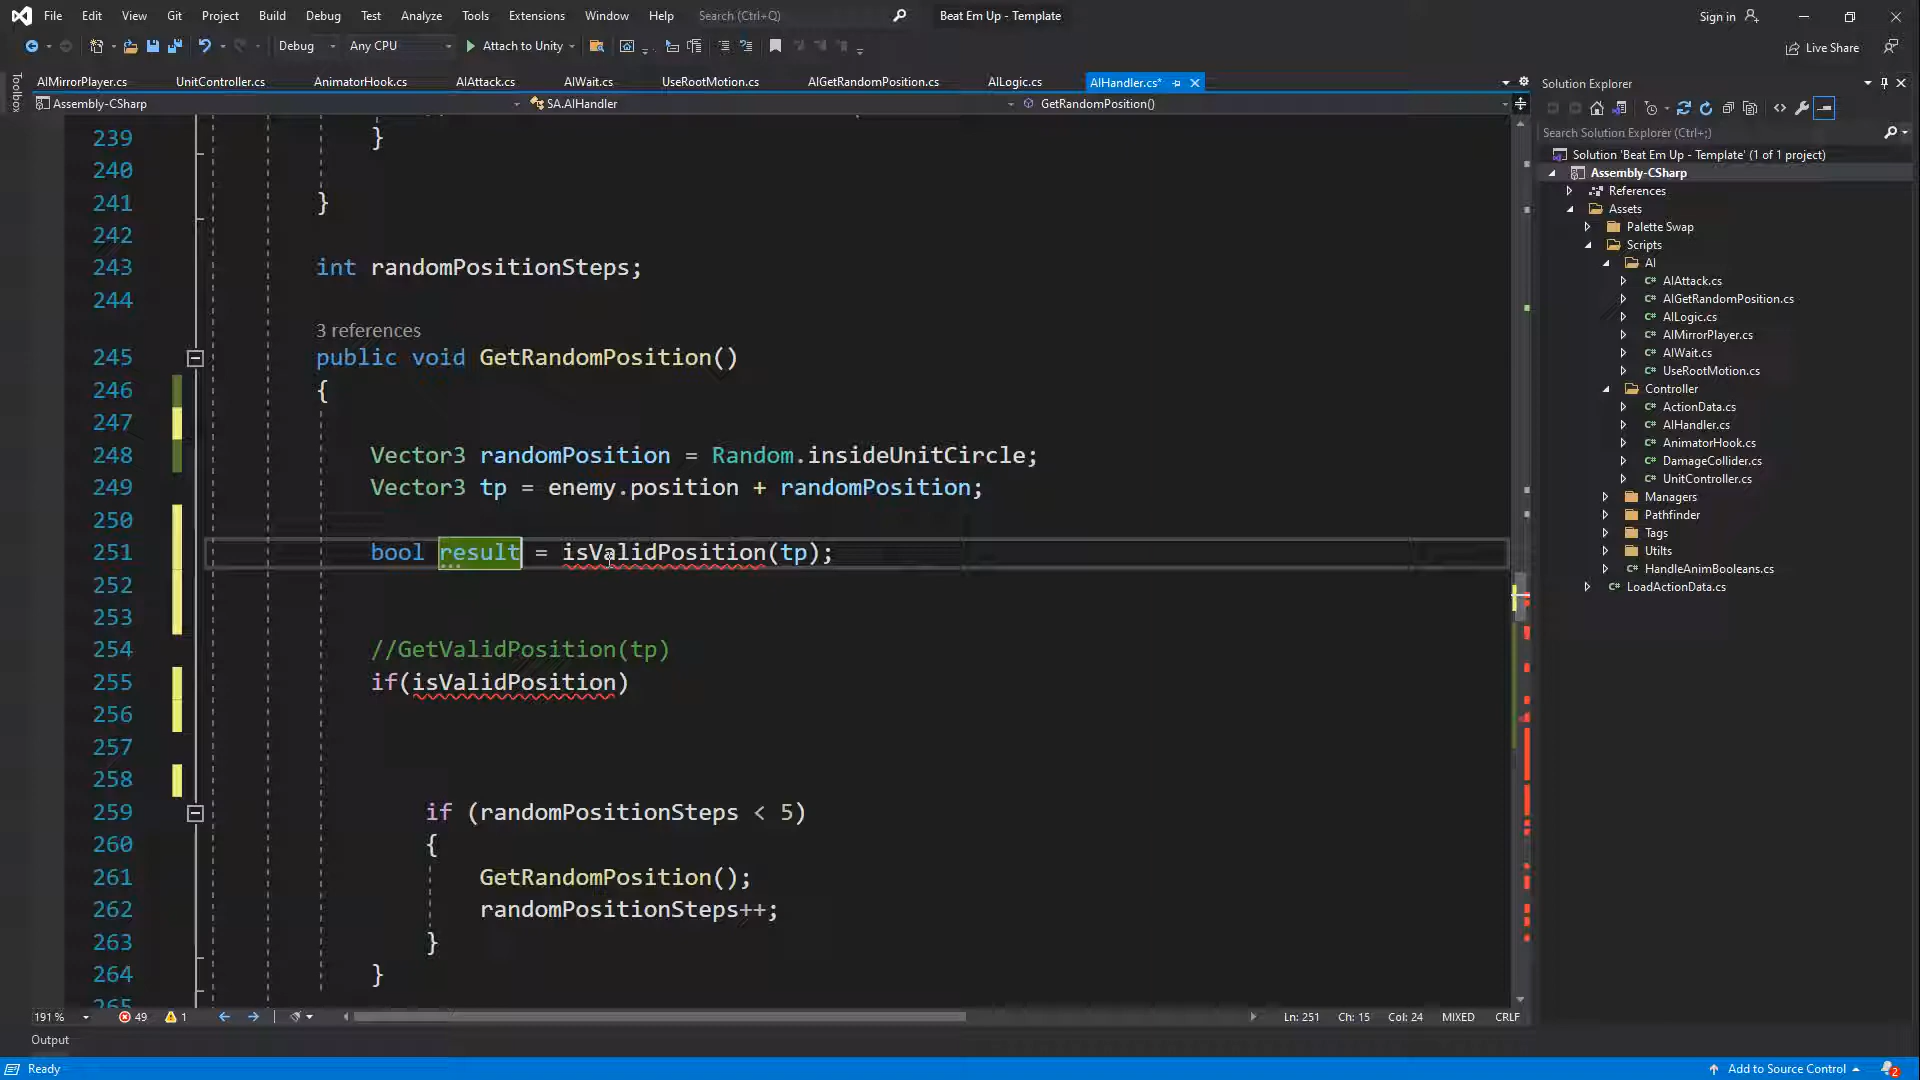 File Edit View Git Project Build Debug Test Analyze Tools Extensions Window Help Search (Ctrl+Q) Beat Em Up - Template Sign in
Debug Any CPU Attach to Unity Live Share
Toolbox
AIMirrorPlayer.cs UnitController.cs AnimatorHook.cs AIAttack.cs AIWait.cs UseRootMotion.cs AIGetRandomPosition.cs AILogic.cs AIHandler.cs*
Assembly-CSharp SA.AIHandler GetRandomPosition()
239 }
240
241 }
242
243 int randomPositionSteps;
244
3 references
245 public void GetRandomPosition()
246 {
247
248 Vector3 randomPosition = Random.insideUnitCircle;
249 Vector3 tp = enemy.position + randomPosition;
250
251 bool result = isValidPosition(tp);
252
253
254 //GetValidPosition(tp)
255 if(isValidPosition)
256
257
258
259 if (randomPositionSteps < 5)
260 {
261 GetRandomPosition();
262 randomPositionSteps++;
263 }
264 }
265
191 % 49 1 Ln: 251 Ch: 15 Col: 24 MIXED CRLF
Output
Ready Add to Source Control 2
Solution Explorer
Search Solution Explorer (Ctrl+;)
Solution 'Beat Em Up - Template' (1 of 1 project)
Assembly-CSharp
References
Assets
Palette Swap
Scripts
AI
AIAttack.cs
AIGetRandomPosition.cs
AILogic.cs
AIMirrorPlayer.cs
AIWait.cs
UseRootMotion.cs
Controller
ActionData.cs
AIHandler.cs
AnimatorHook.cs
DamageCollider.cs
UnitController.cs
Managers
Pathfinder
Tags
Utilts
HandleAnimBooleans.cs
LoadActionData.cs